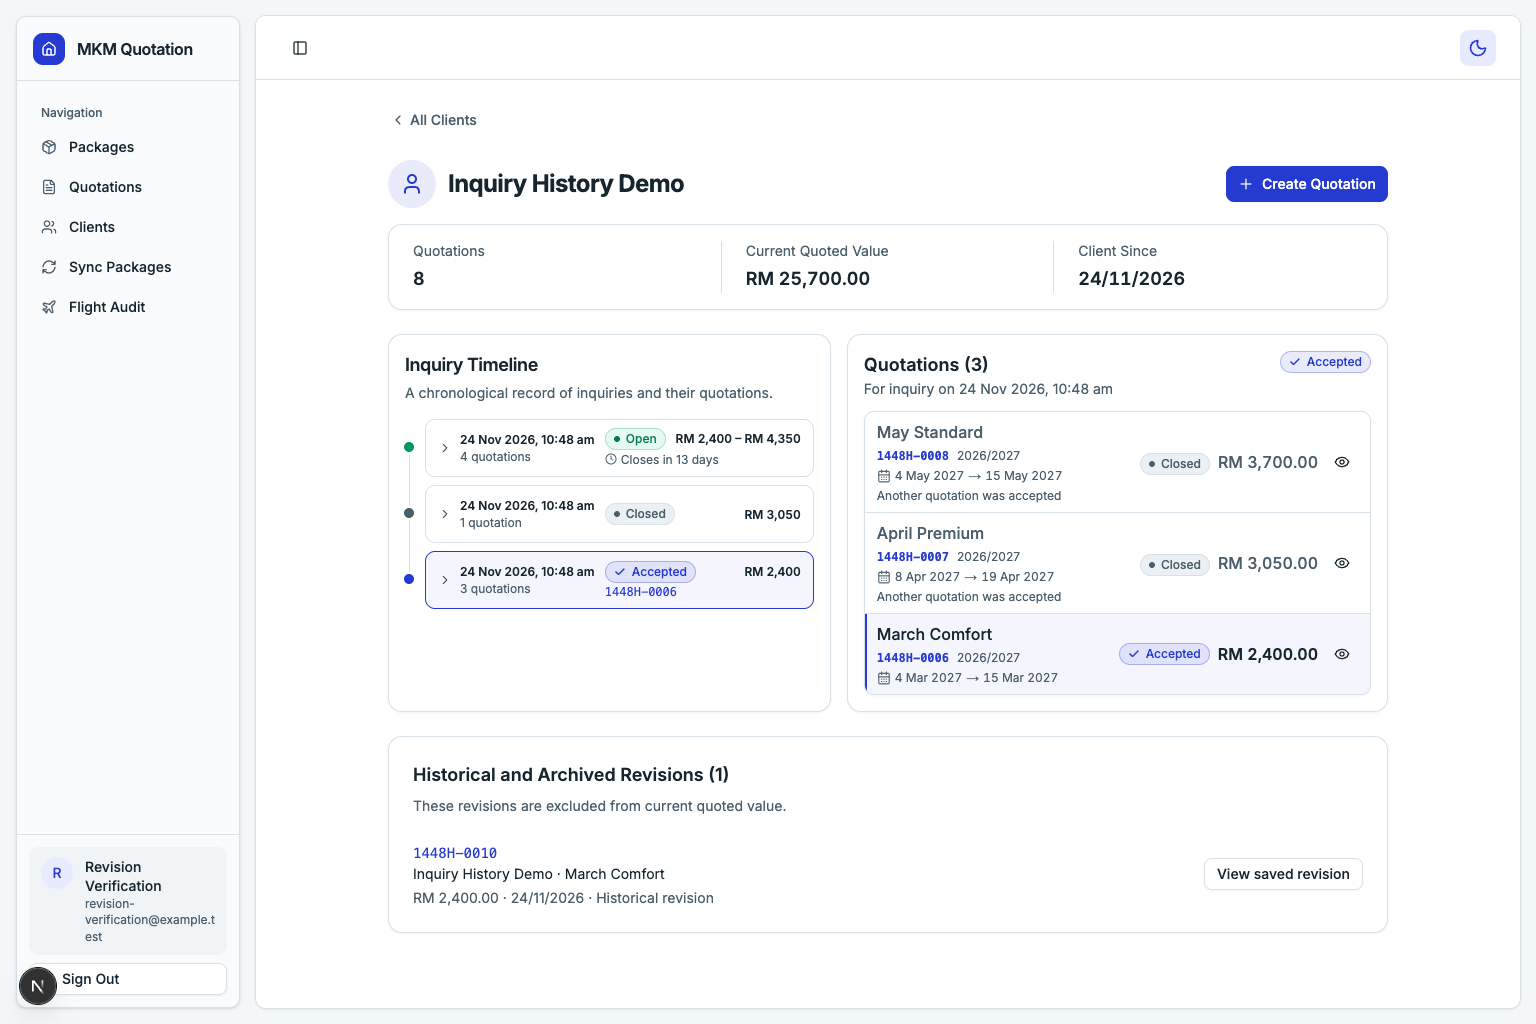 MKM Quotation
Navigation
Packages
Quotations
Clients
Sync Packages
Flight Audit
Revision
Verification
revision-
verification@example.t
est
N
Sign Out
All Clients
Inquiry History Demo
Create Quotation
Quotations
8
Current Quoted Value
RM 25,700.00
Client Since
24/11/2026
Inquiry Timeline
A chronological record of inquiries and their quotations.
24 Nov 2026, 10:48 am Open RM 2,400 – RM 4,350
4 quotations Closes in 13 days
24 Nov 2026, 10:48 am Closed RM 3,050
1 quotation
24 Nov 2026, 10:48 am Accepted RM 2,400
3 quotations 1448H-0006
Quotations (3) Accepted
For inquiry on 24 Nov 2026, 10:48 am
May Standard
1448H-0008 2026/2027
Closed RM 3,700.00
4 May 2027 → 15 May 2027
Another quotation was accepted
April Premium
1448H-0007 2026/2027
Closed RM 3,050.00
8 Apr 2027 → 19 Apr 2027
Another quotation was accepted
March Comfort
1448H-0006 2026/2027
Accepted RM 2,400.00
4 Mar 2027 → 15 Mar 2027
Historical and Archived Revisions (1)
These revisions are excluded from current quoted value.
1448H-0010
Inquiry History Demo · March Comfort
RM 2,400.00 · 24/11/2026 · Historical revision
View saved revision
R